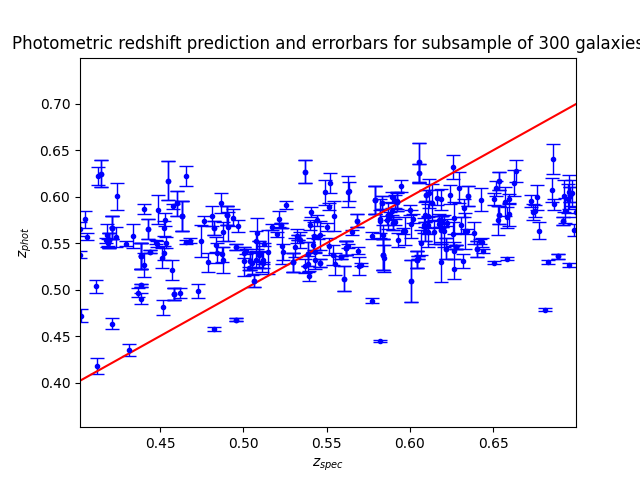 Photometric redshift prediction and errorbars for subsample of 300 galaxies
0.70
0.65
0.60
0.55
0.50
0.45
0.40
z_phot
0.45 0.50 0.55 0.60 0.65
z_spec